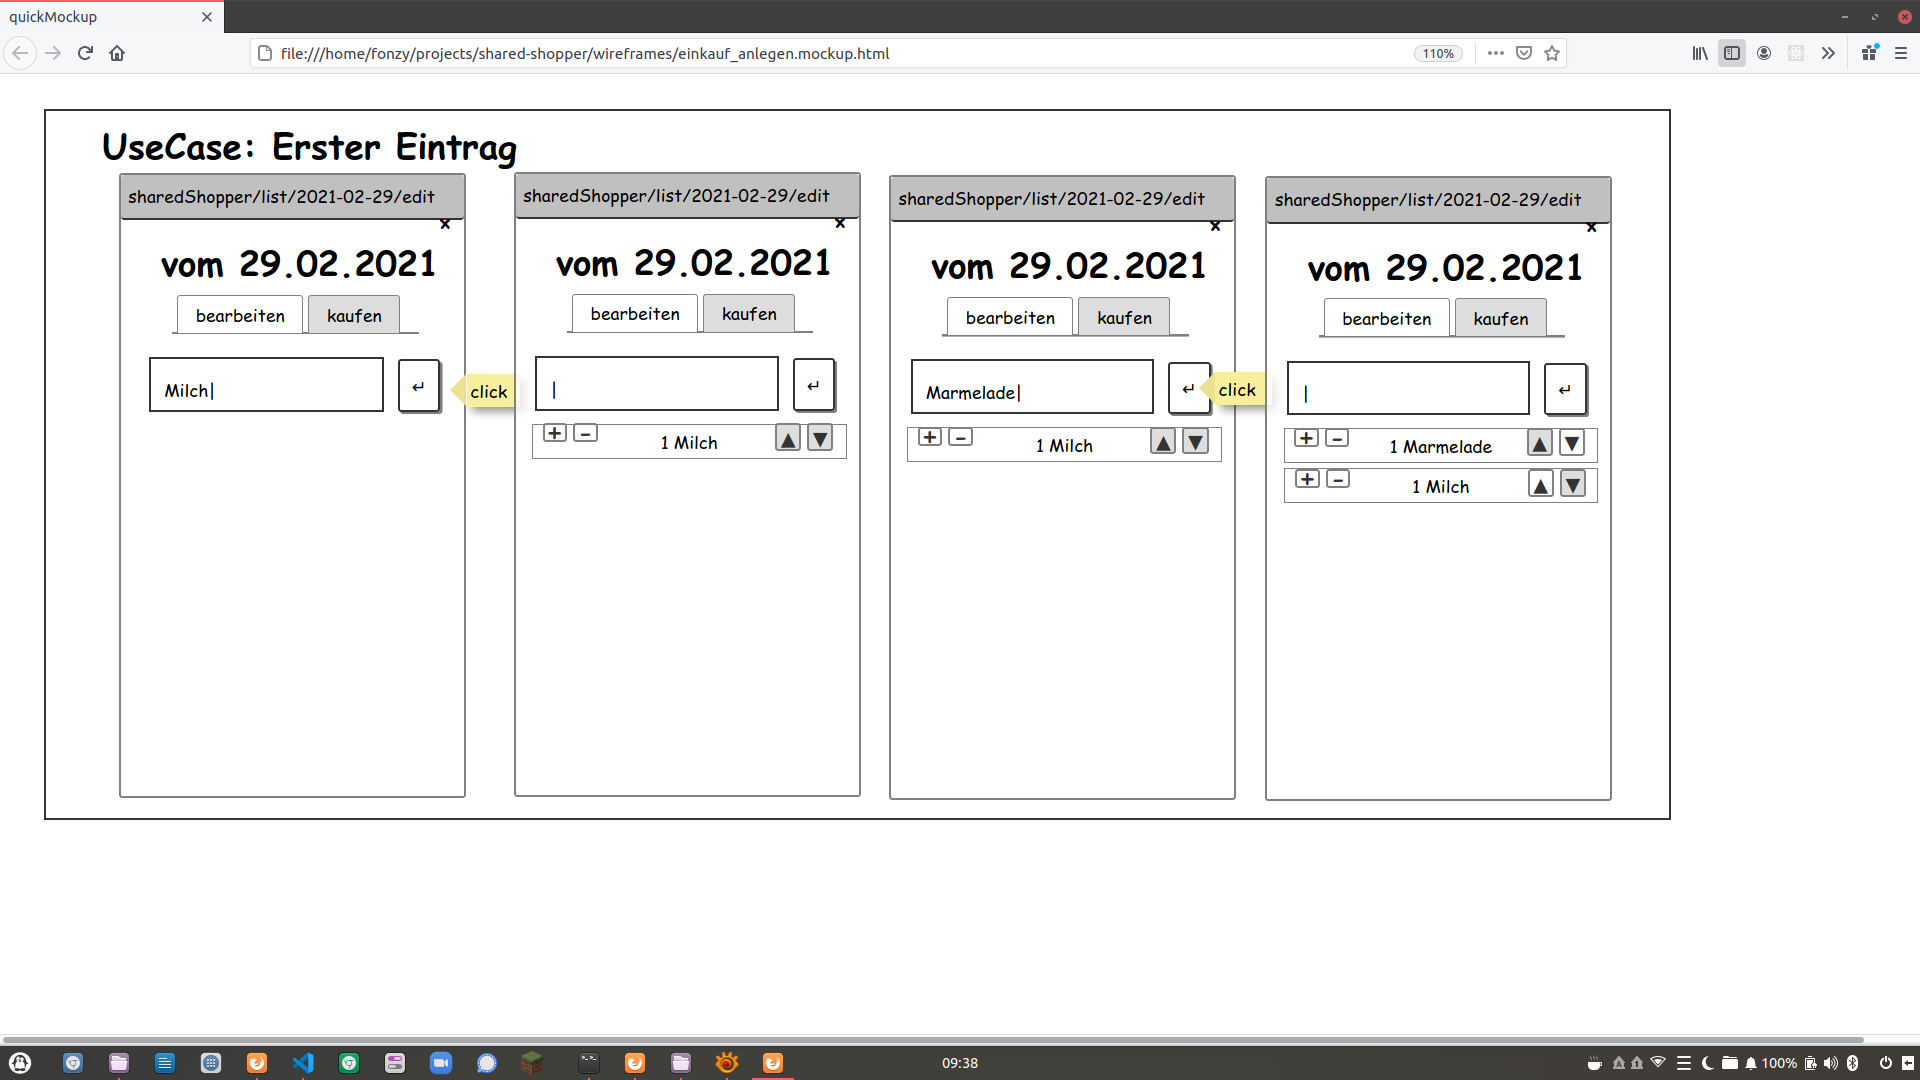 quickMockup
file:///home/fonzy/projects/shared-shopper/wireframes/einkauf_anlegen.mockup.html
110%
UseCase: Erster Eintrag
sharedShopper/list/2021-02-29/edit
x
vom 29.02.2021
bearbeiten kaufen
Milch| ↵
click
sharedShopper/list/2021-02-29/edit
x
vom 29.02.2021
bearbeiten kaufen
| ↵
+ - 1 Milch ▲ ▼
sharedShopper/list/2021-02-29/edit
x
vom 29.02.2021
bearbeiten kaufen
Marmelade| ↵
click
+ - 1 Milch ▲ ▼
sharedShopper/list/2021-02-29/edit
x
vom 29.02.2021
bearbeiten kaufen
| ↵
+ - 1 Marmelade ▲ ▼
+ - 1 Milch ▲ ▼
09:38
100%